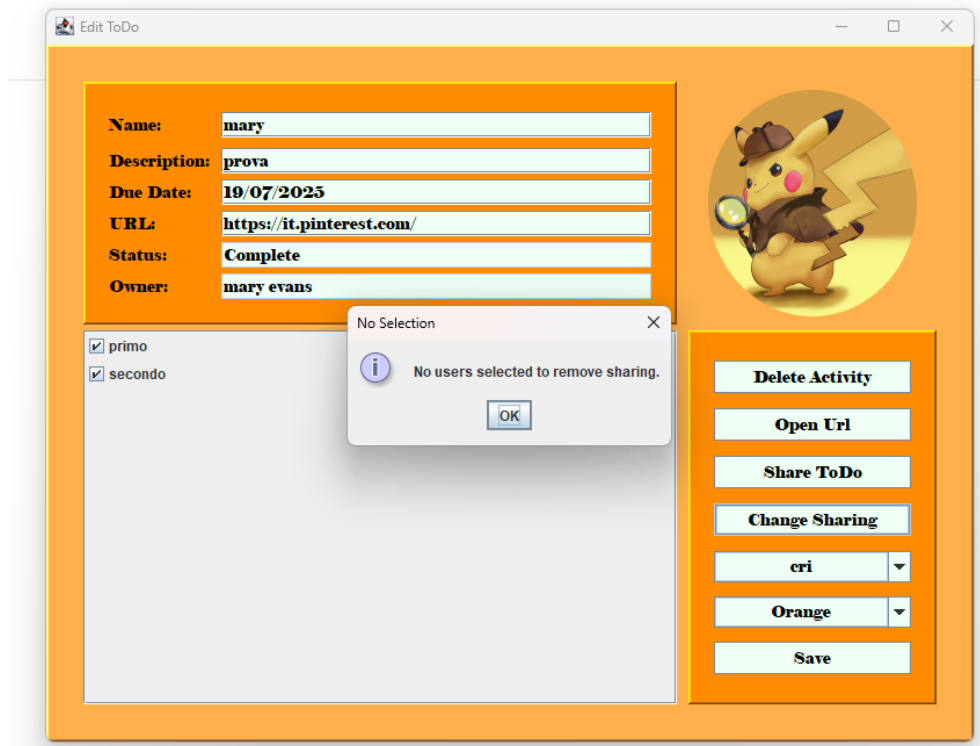 Edit ToDo
Name: mary
Description: prova
Due Date: 19/07/2025
URL: https://it.pinterest.com/
Status: Complete
Owner: mary evans
No Selection
No users selected to remove sharing.
OK
primo
secondo
Delete Activity
Open Url
Share ToDo
Change Sharing
cri
Orange
Save